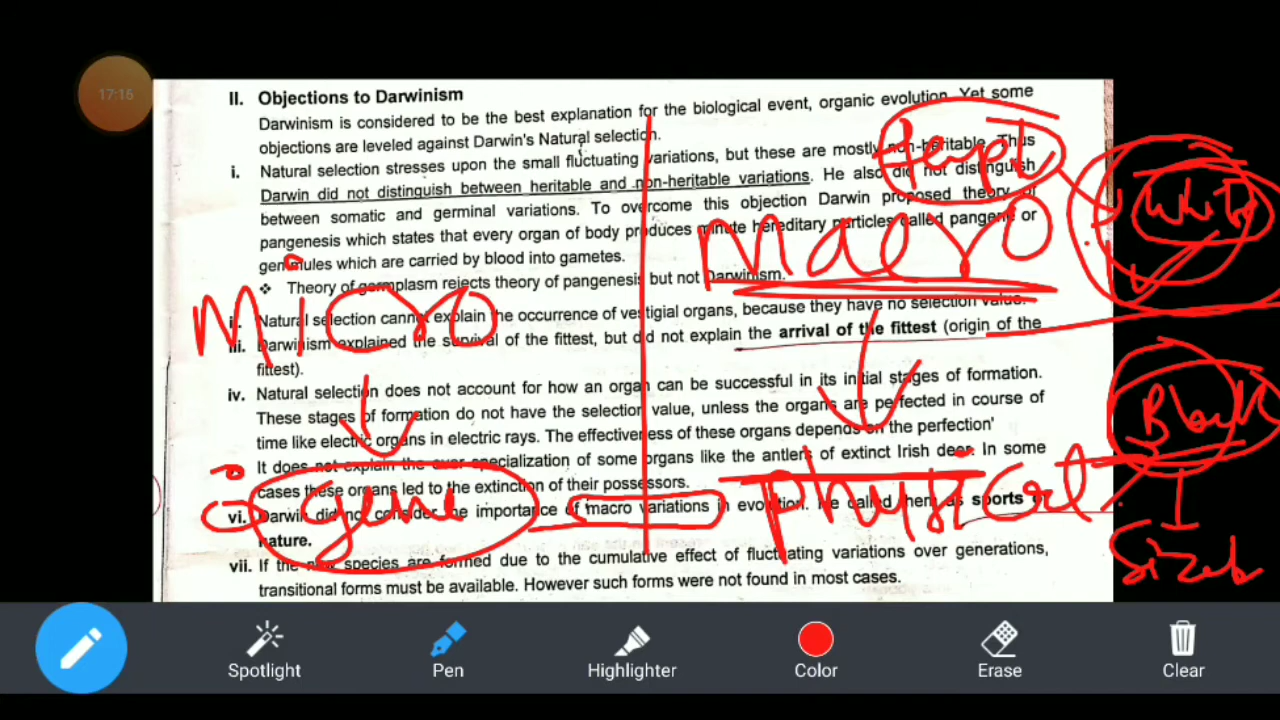 17:16
II. Objections to Darwinism
Darwinism is considered to be the best explanation for the biological event, organic evolution. Yet some
objections are leveled against Darwin's Natural selection.
i. Natural selection stresses upon the small fluctuating variations, but these are mostly non-heritable. Thus
Darwin did not distinguish between heritable and non-heritable variations. He also did not distinguish
between somatic and germinal variations. To overcome this objection Darwin proposed theory of
pangenesis which states that every organ of body produces minute hereditary particles called pangene or
gemmules which are carried by blood into gametes.
❖ Theory of germplasm rejects theory of pangenesis but not Darwinism.
ii. Natural selection cannot explain the occurrence of vestigial organs, because they have no selection value.
iii. Darwinism explained the survival of the fittest, but did not explain the arrival of the fittest (origin of the
fittest).
iv. Natural selection does not account for how an organ can be successful in its initial stages of formation.
These stages of formation do not have the selection value, unless the organs are perfected in course of
time like electric organs in electric rays. The effectiveness of these organs depends on the perfection'
It does not explain the over specialization of some organs like the antlers of extinct Irish deer. In some
cases these organs led to the extinction of their possessors.
vi. Darwin did not consider the importance of macro variations in evolution. He called them as sports of
nature.
vii. If the new species are formed due to the cumulative effect of fluctuating variations over generations,
transitional forms must be available. However such forms were not found in most cases.
Micro
gene
Macro
physical
White
Black
Size
Spotlight
Pen
Highlighter
Color
Erase
Clear